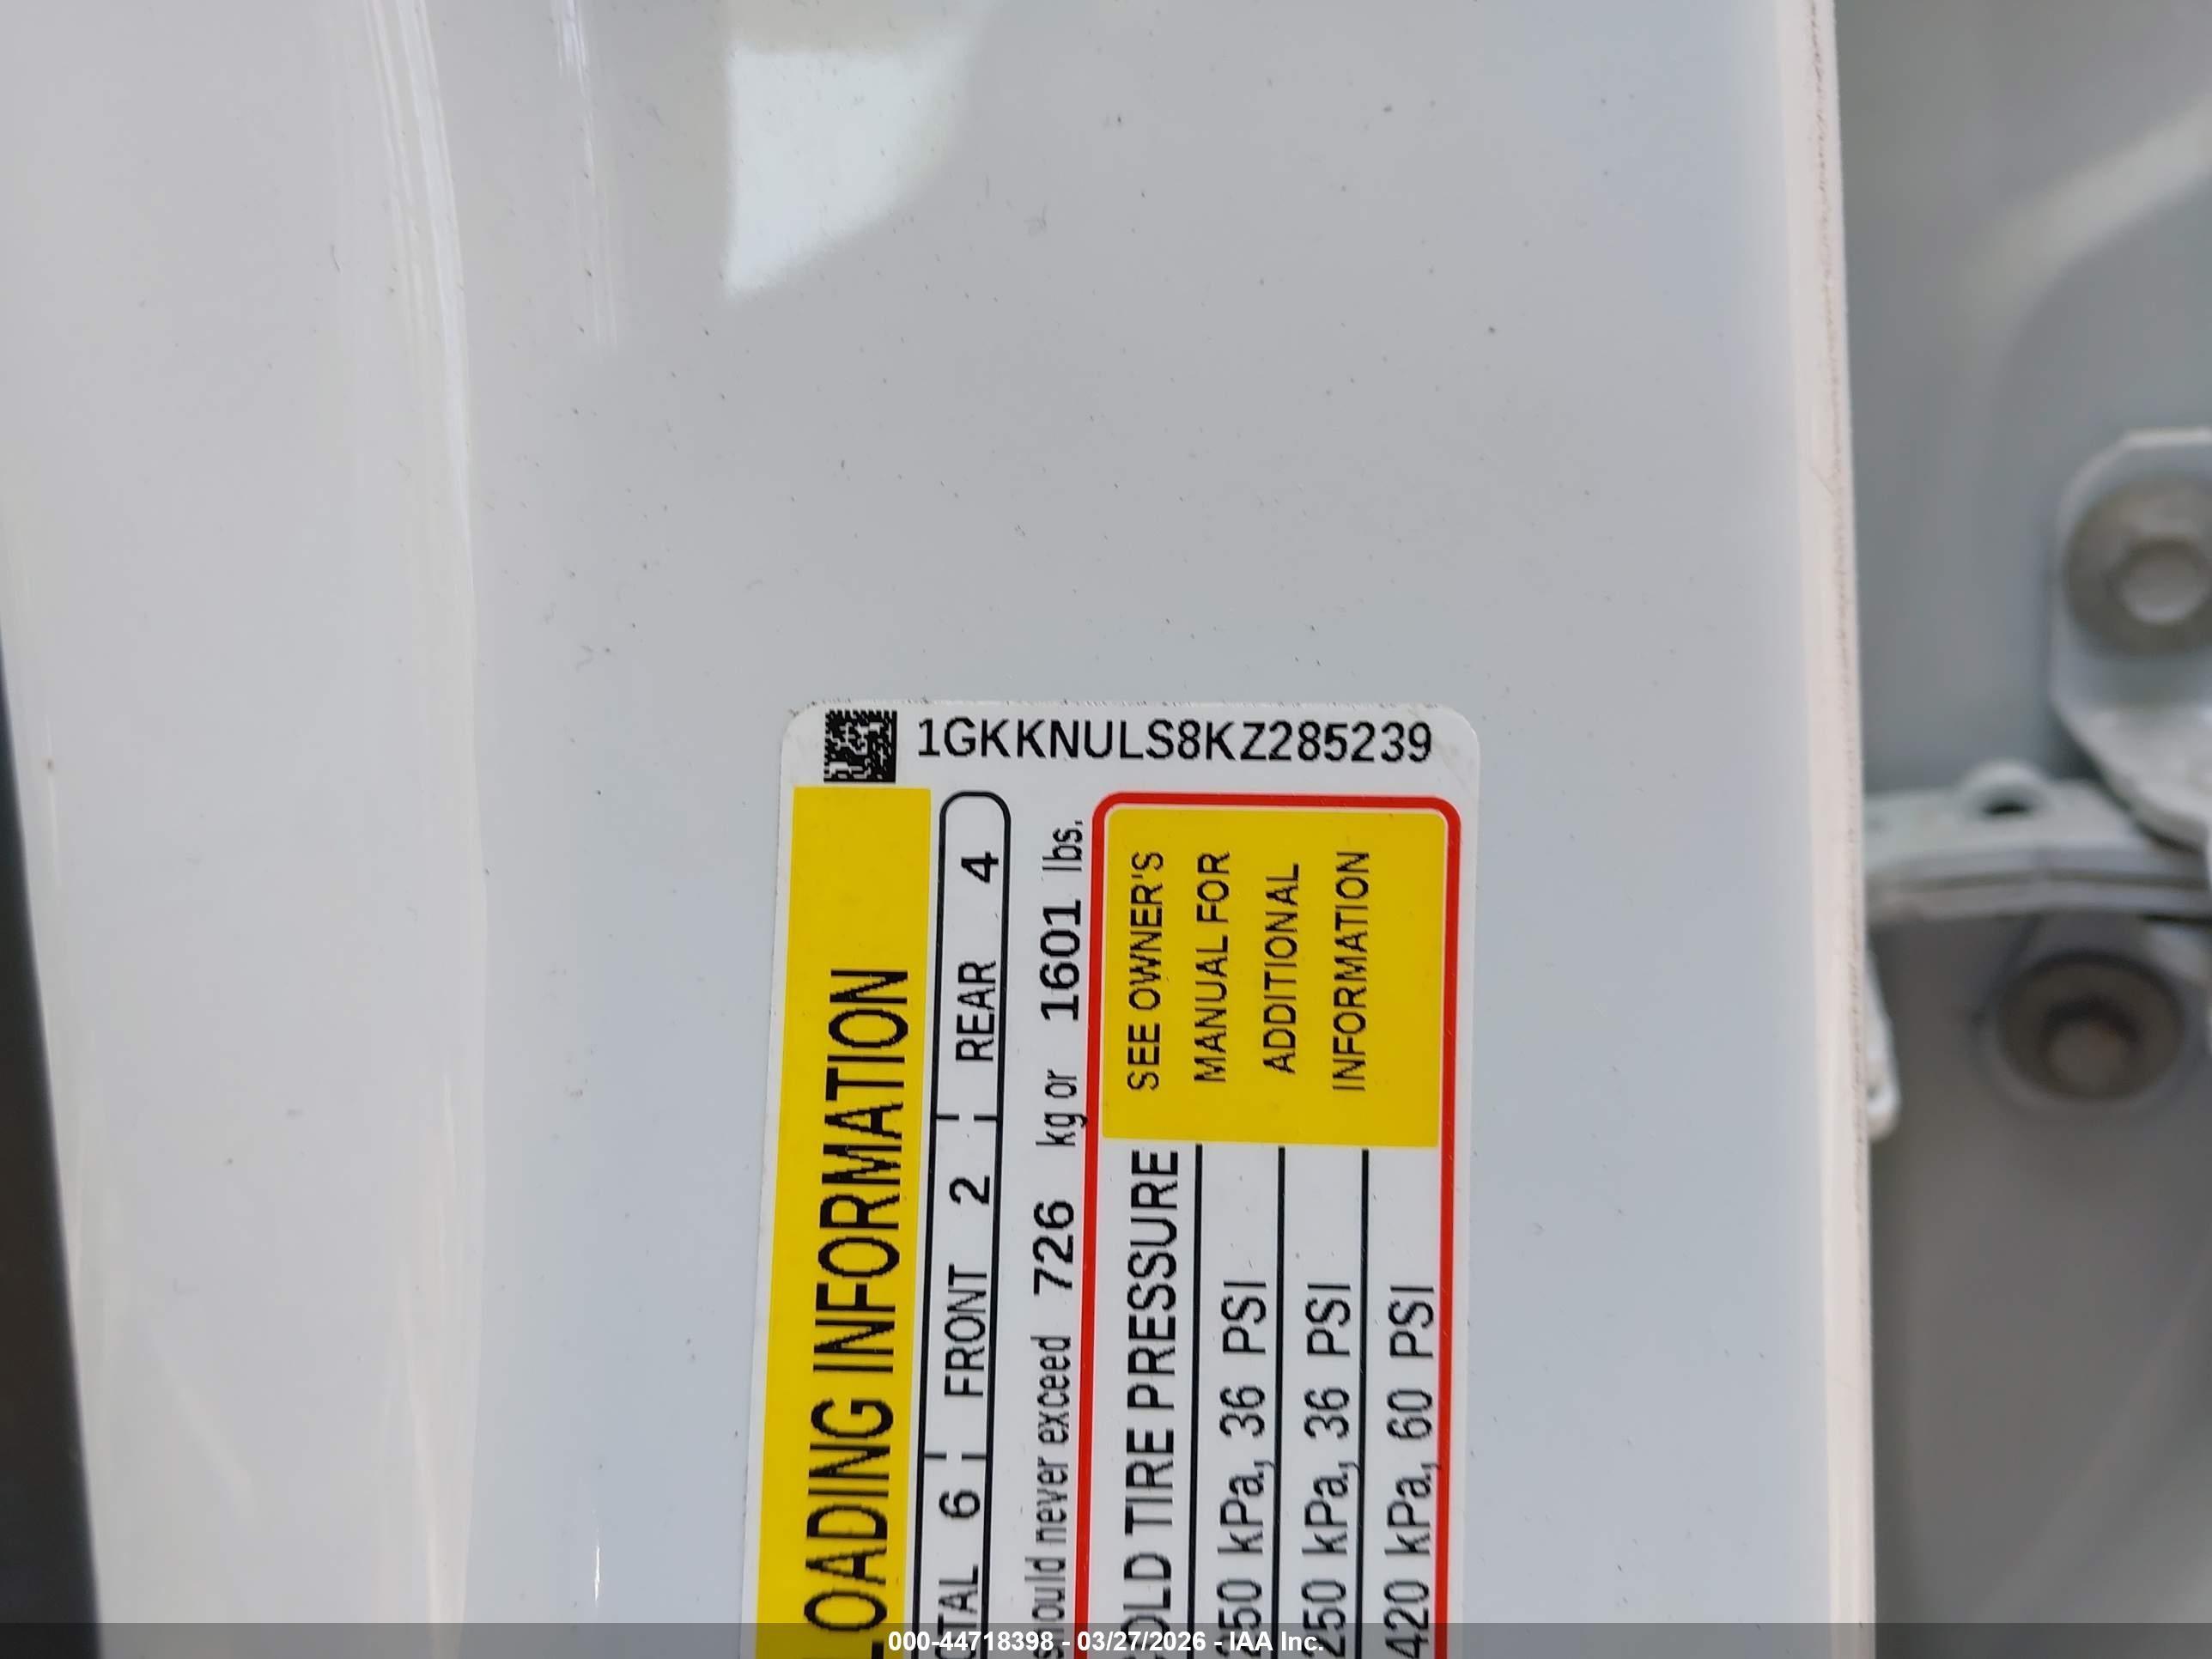 1GKKNULS8KZ285239
LOADING INFORMATION
6 FRONT 2 REAR 4
should never exceed 726 kg or 1601 lbs.
COLD TIRE PRESSURE
250 kPa, 36 PSI
250 kPa, 36 PSI
420 kPa, 60 PSI
SEE OWNER'S
MANUAL FOR
ADDITIONAL
INFORMATION
000-44718398 - 03/27/2026 - IAA Inc.